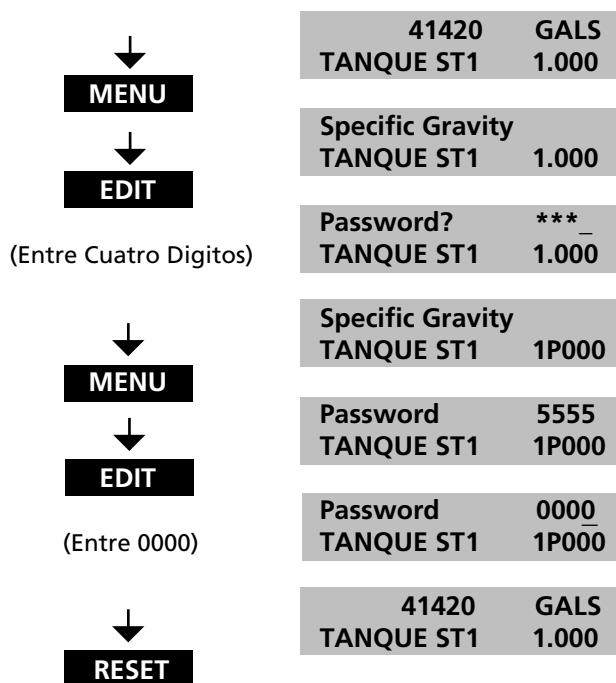 41420 GALS
TANQUE ST1 1.000
MENU
Specific Gravity
TANQUE ST1 1.000
EDIT
Password? ***_
(Entre Cuatro Digitos) TANQUE ST1 1.000
Specific Gravity
TANQUE ST1 1P000
MENU
Password 5555
TANQUE ST1 1P000
EDIT
Password 0000
(Entre 0000) TANQUE ST1 1P000
41420 GALS
TANQUE ST1 1.000
RESET